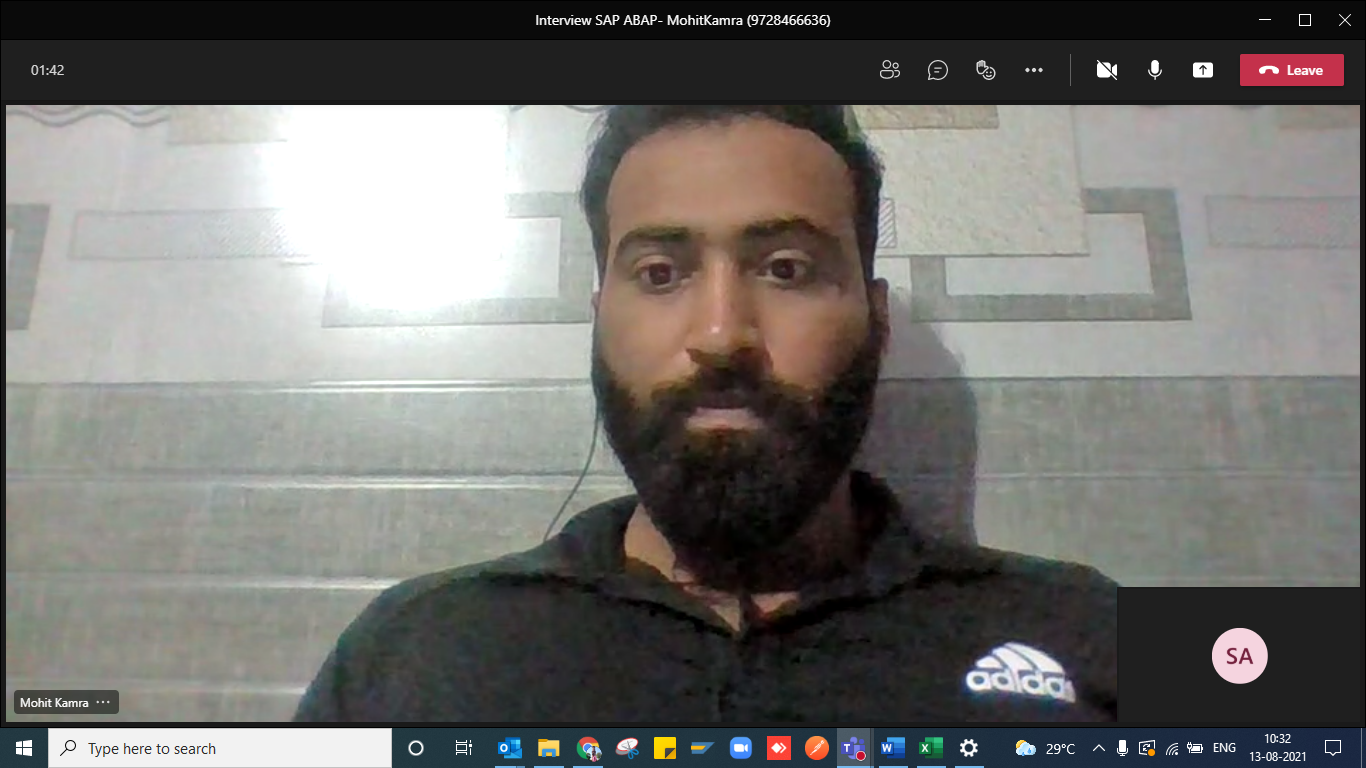 Interview SAP ABAP- MohitKamra (9728466636)
01:42
Leave
adidas
SA
Mohit Kamra
Type here to search
29°C
ENG
10:32
13-08-2021